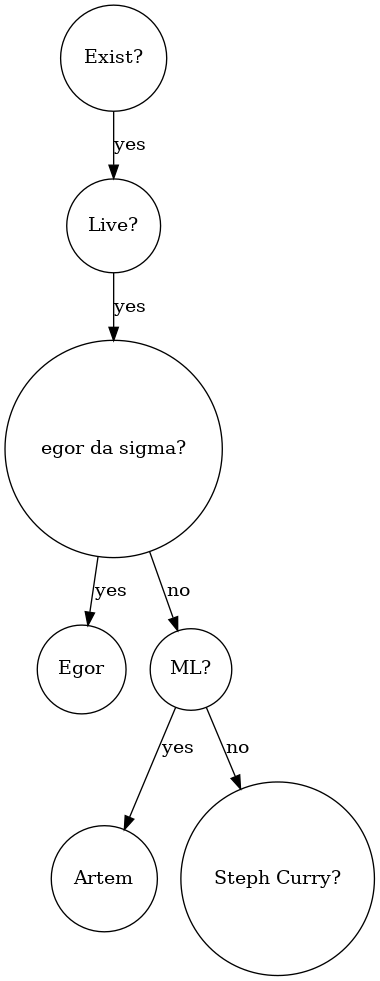 Exist?
yes
Live?
yes
egor da sigma?
yes
no
Egor
ML?
yes
no
Artem
Steph Curry?